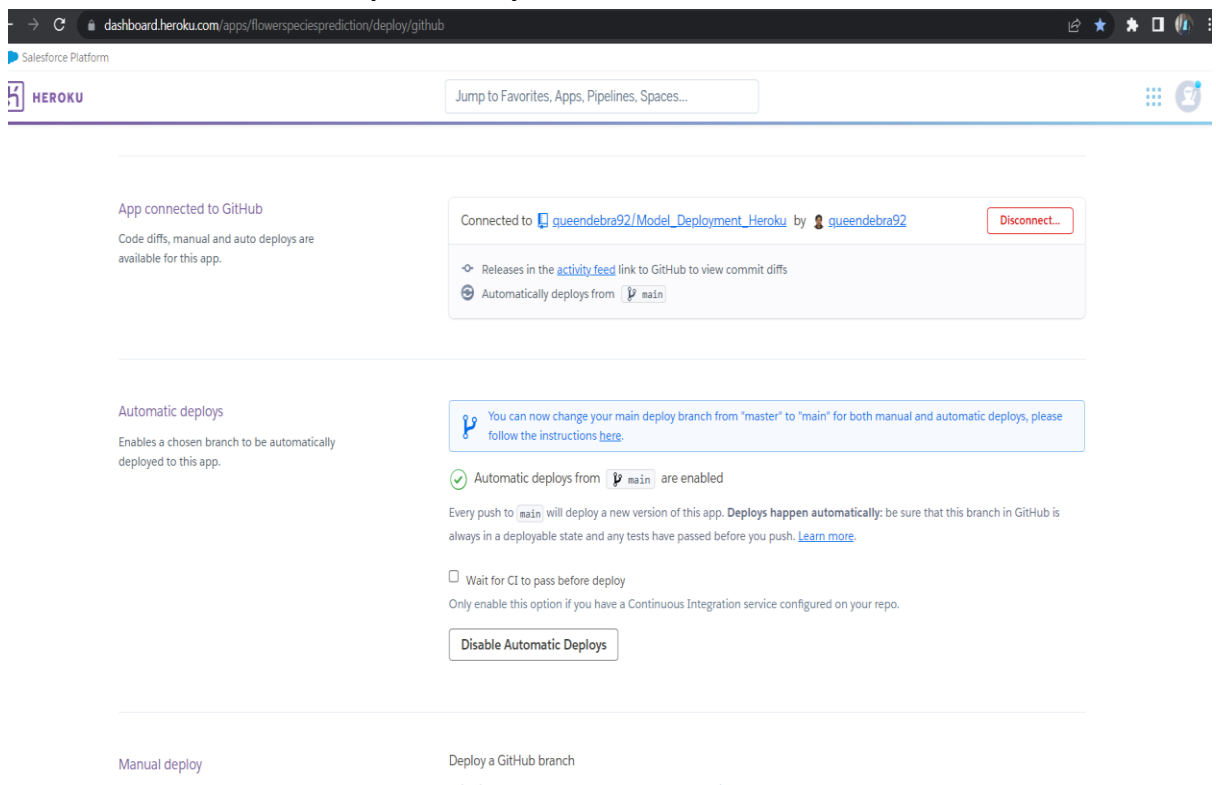 dashboard.heroku.com/apps/flowerspeciesprediction/deploy/github
Salesforce Platform
HEROKU
Jump to Favorites, Apps, Pipelines, Spaces...
App connected to GitHub
Code diffs, manual and auto deploys are
available for this app.
Connected to queendebra92/Model_Deployment_Heroku by queendebra92
Disconnect...
Releases in the activity feed link to GitHub to view commit diffs
Automatically deploys from main
Automatic deploys
Enables a chosen branch to be automatically
deployed to this app.
You can now change your main deploy branch from "master" to "main" for both manual and automatic deploys, please
follow the instructions here.
Automatic deploys from main are enabled
Every push to main will deploy a new version of this app. Deploys happen automatically: be sure that this branch in GitHub is
always in a deployable state and any tests have passed before you push. Learn more.
Wait for CI to pass before deploy
Only enable this option if you have a Continuous Integration service configured on your repo.
Disable Automatic Deploys
Manual deploy
Deploy a GitHub branch